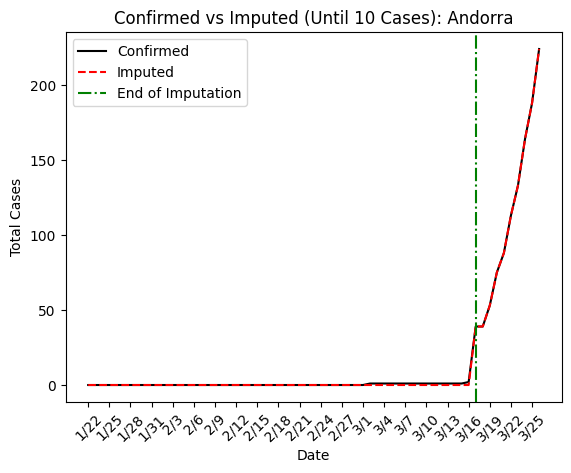 Confirmed vs Imputed (Until 10 Cases): Andorra
Confirmed
Imputed
End of Imputation
Total Cases
200
150
100
50
0
1/22 1/25 1/28 1/31 2/3 2/6 2/9 2/12 2/15 2/18 2/21 2/24 2/27 3/1 3/4 3/7 3/10 3/13 3/16 3/19 3/22 3/25
Date